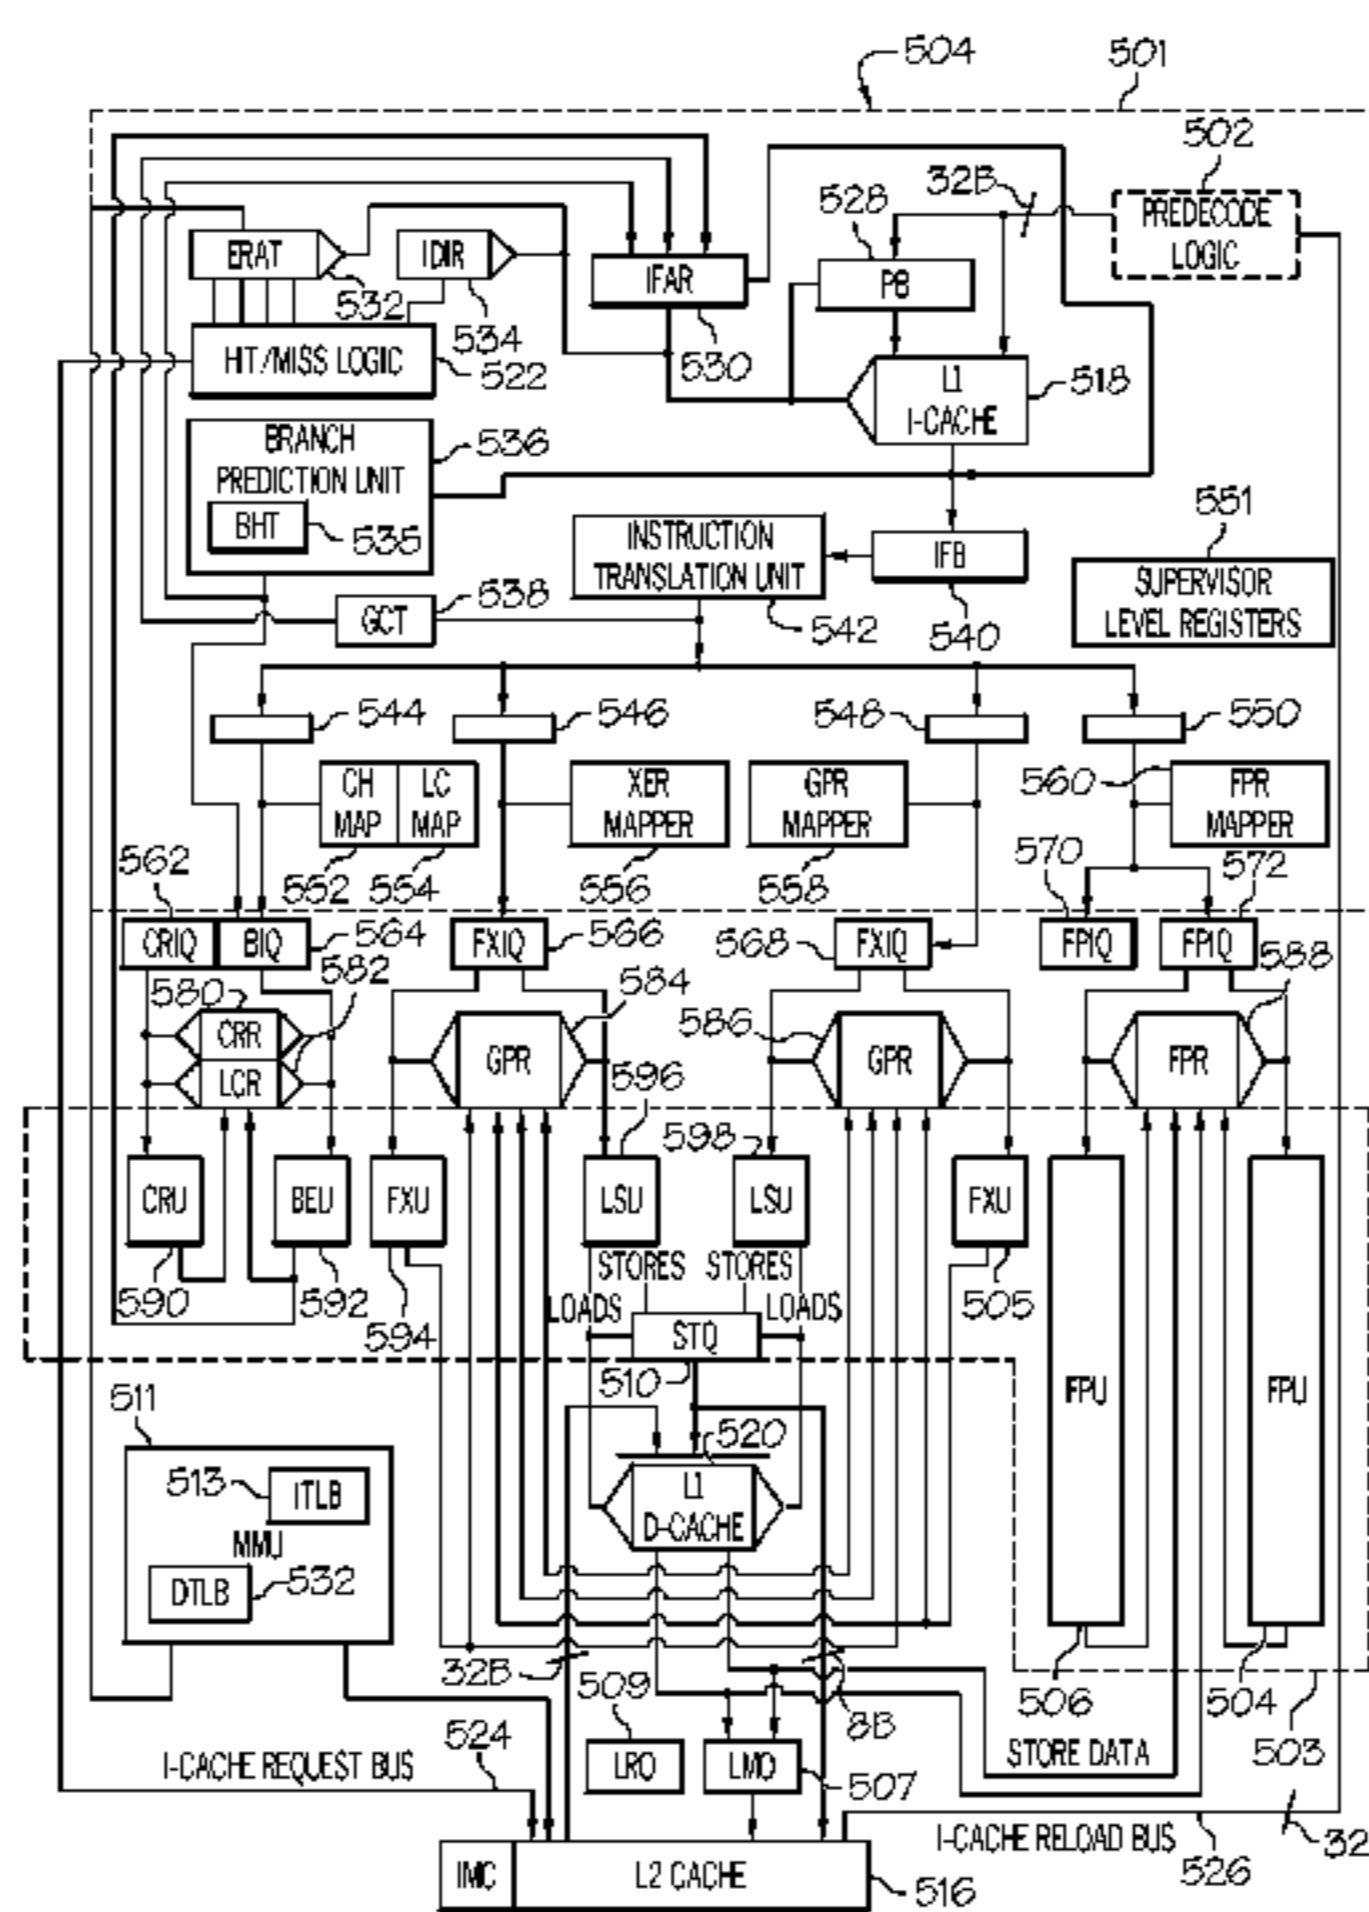 504
501
502
32B
528
PREDECODE
LOGIC
ERAT
IDIR
IFAR
PB
532
534
530
HIT/MISS LOGIC
522
L1
I-CACHE
518
BRANCH
PREDICTION UNIT
536
BHT
535
INSTRUCTION
TRANSLATION UNIT
IFB
551
SUPERVISOR
LEVEL REGISTERS
GCT
538
542
540
544
546
548
550
CH
MAP
LC
MAP
XER
MAPPER
GPR
MAPPER
560
FPR
MAPPER
562
552
554
556
558
570
572
CRIQ
BIQ
564
FXIQ
566
568
FXIQ
FPIQ
FPIQ
580
582
584
588
CRR
LCR
GPR
586
GPR
FPR
596
598
CRU
BEU
FXU
LSU
LSU
FXU
STORES
STORES
590
592
594
LOADS
LOADS
505
STQ
510
FPU
FPU
511
520
513
ITLB
L1
D-CACHE
MMU
DTLB
532
32B
509
8B
506
504
503
524
I-CACHE REQUEST BUS
LRQ
LMQ
507
STORE DATA
I-CACHE RELOAD BUS
32
526
IMC
L2 CACHE
516